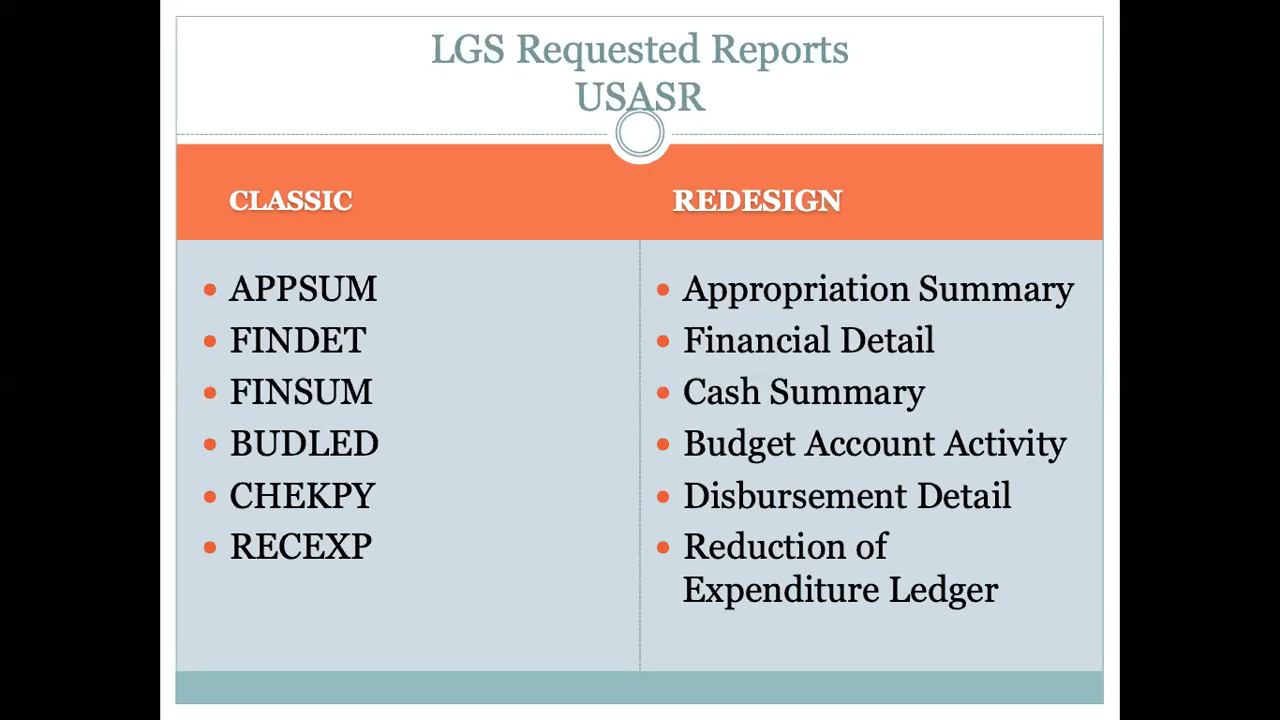 LGS Requested Reports
USASR
CLASSIC
REDESIGN
• APPSUM
• FINDET
• FINSUM
• BUDLED
• CHEKPY
• RECEXP
• Appropriation Summary
• Financial Detail
• Cash Summary
• Budget Account Activity
• Disbursement Detail
• Reduction of
Expenditure Ledger